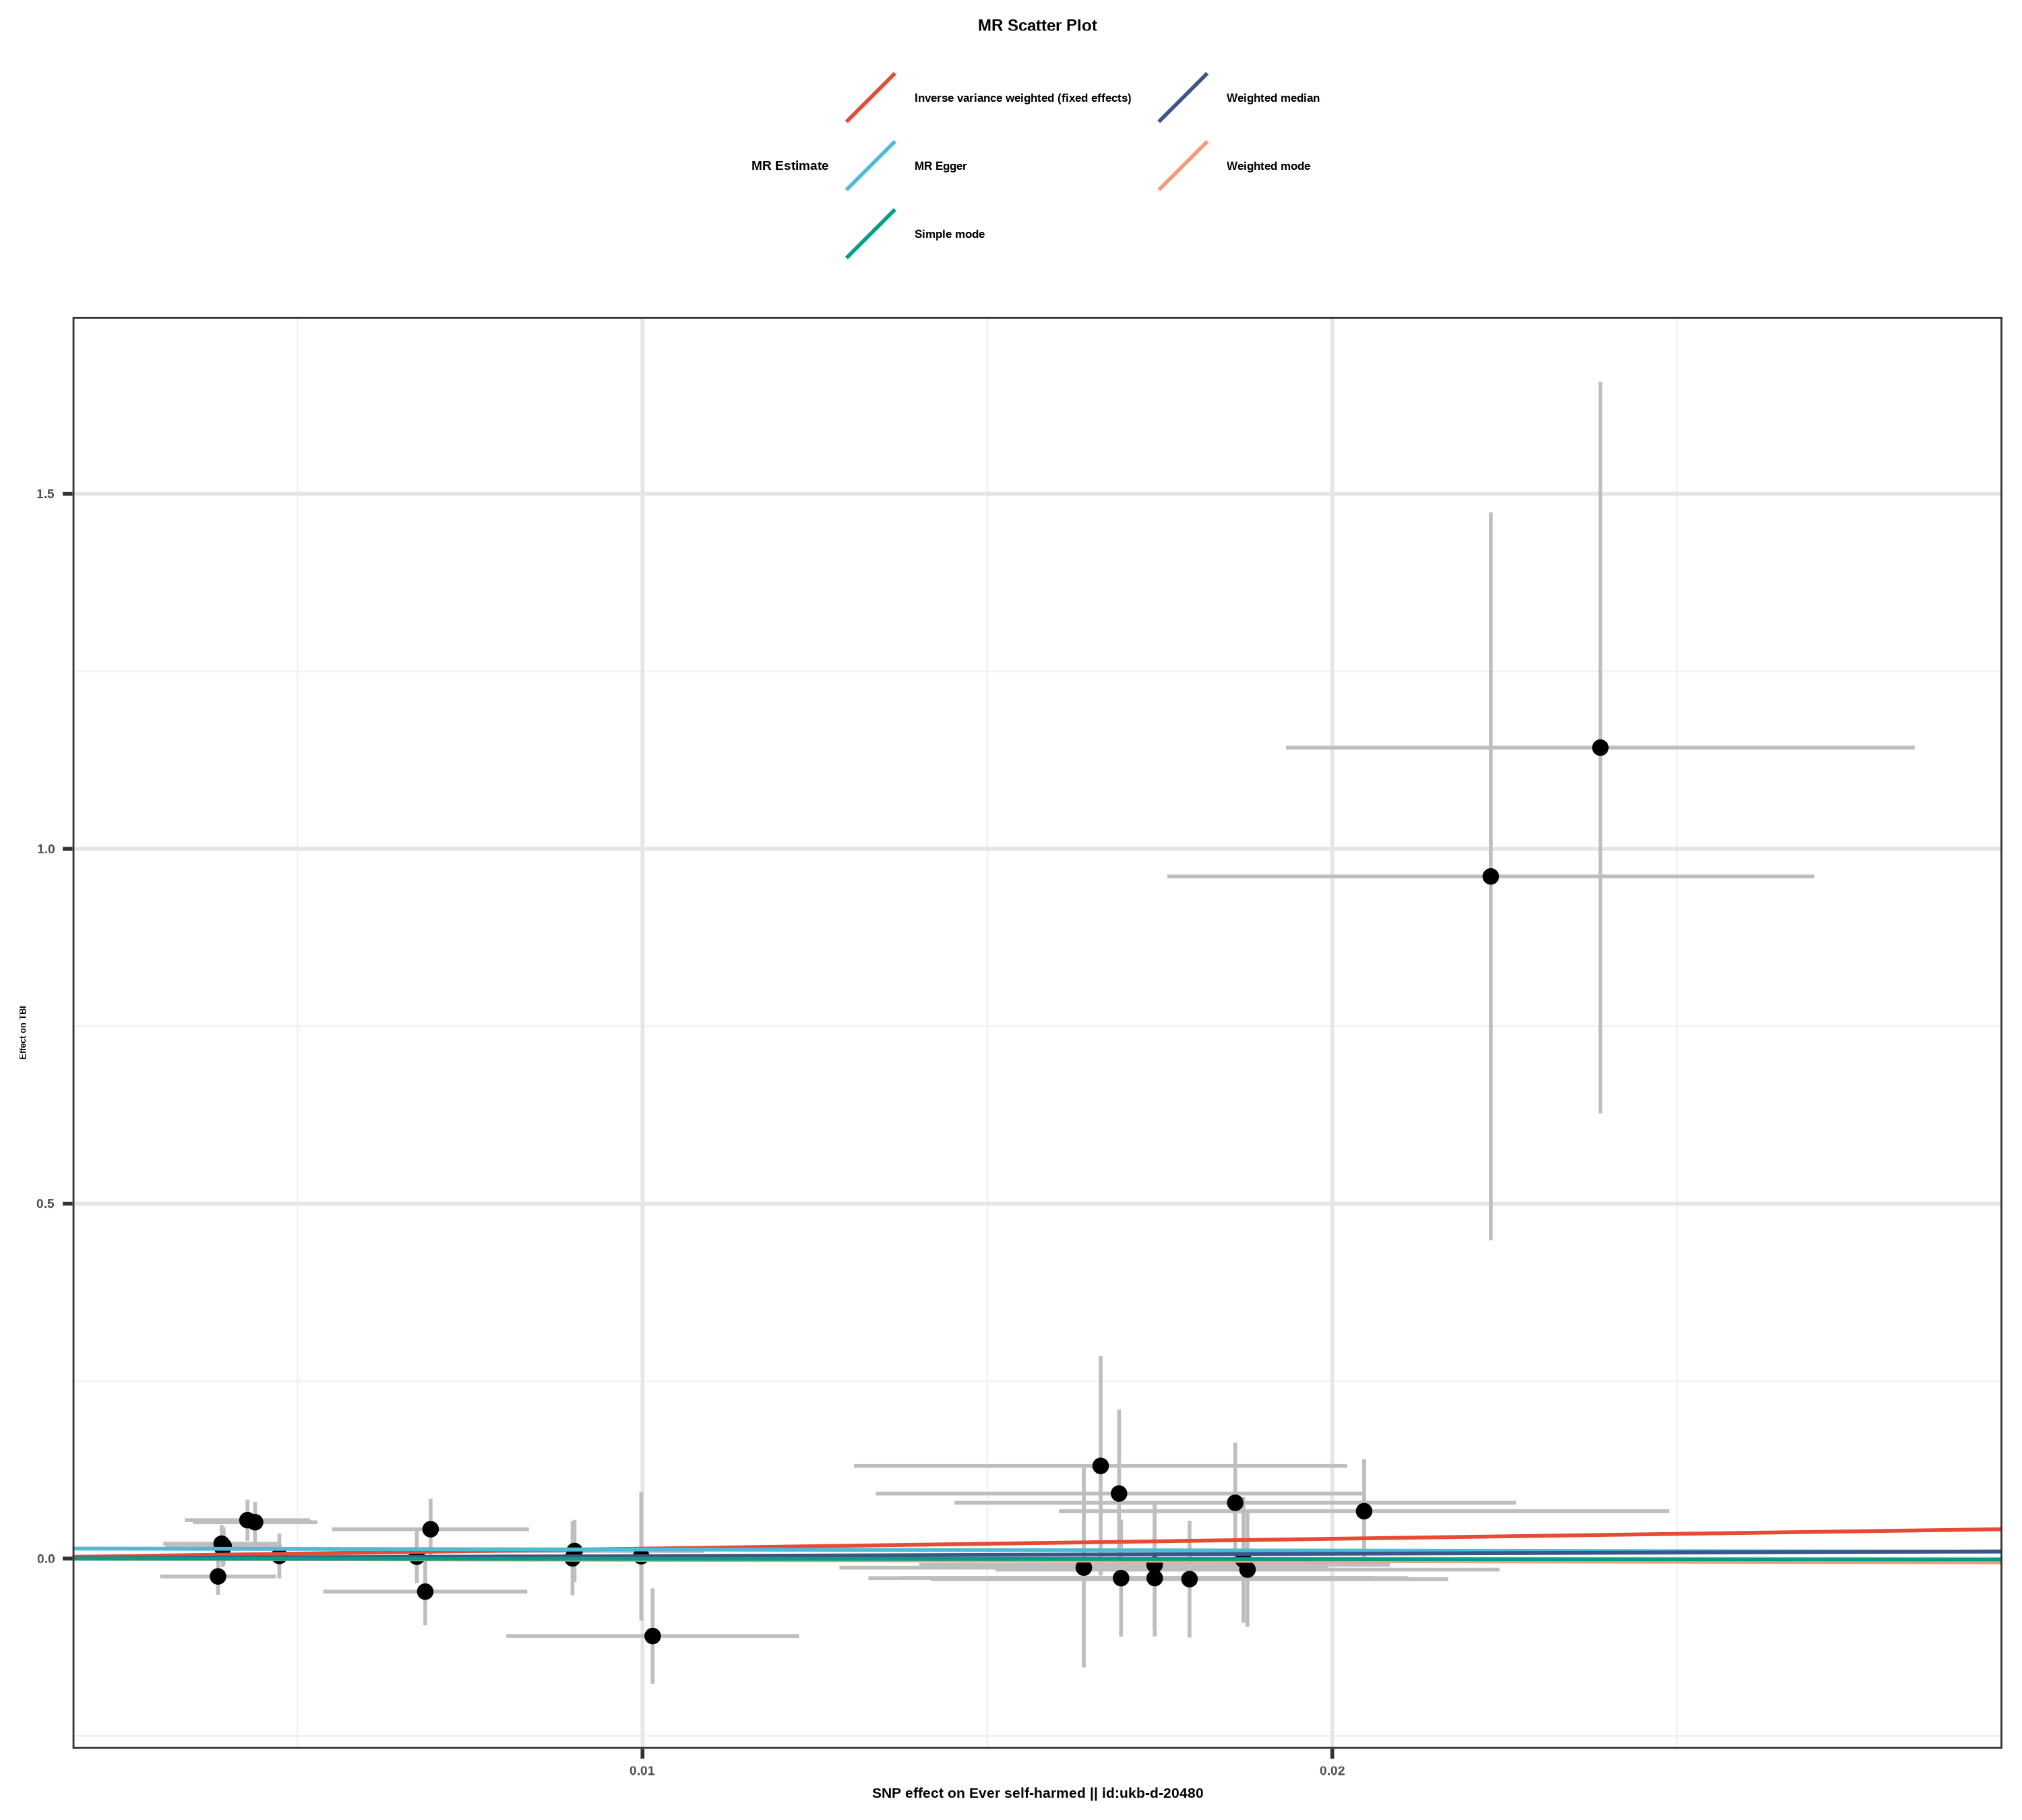 MR Scatter Plot
MR Estimate
Inverse variance weighted (fixed effects)
MR Egger
Simple mode
Weighted median
Weighted mode
Effect on TBI
1.5
1.0
0.5
0.0
0.01
0.02
SNP effect on Ever self-harmed || id:ukb-d-20480